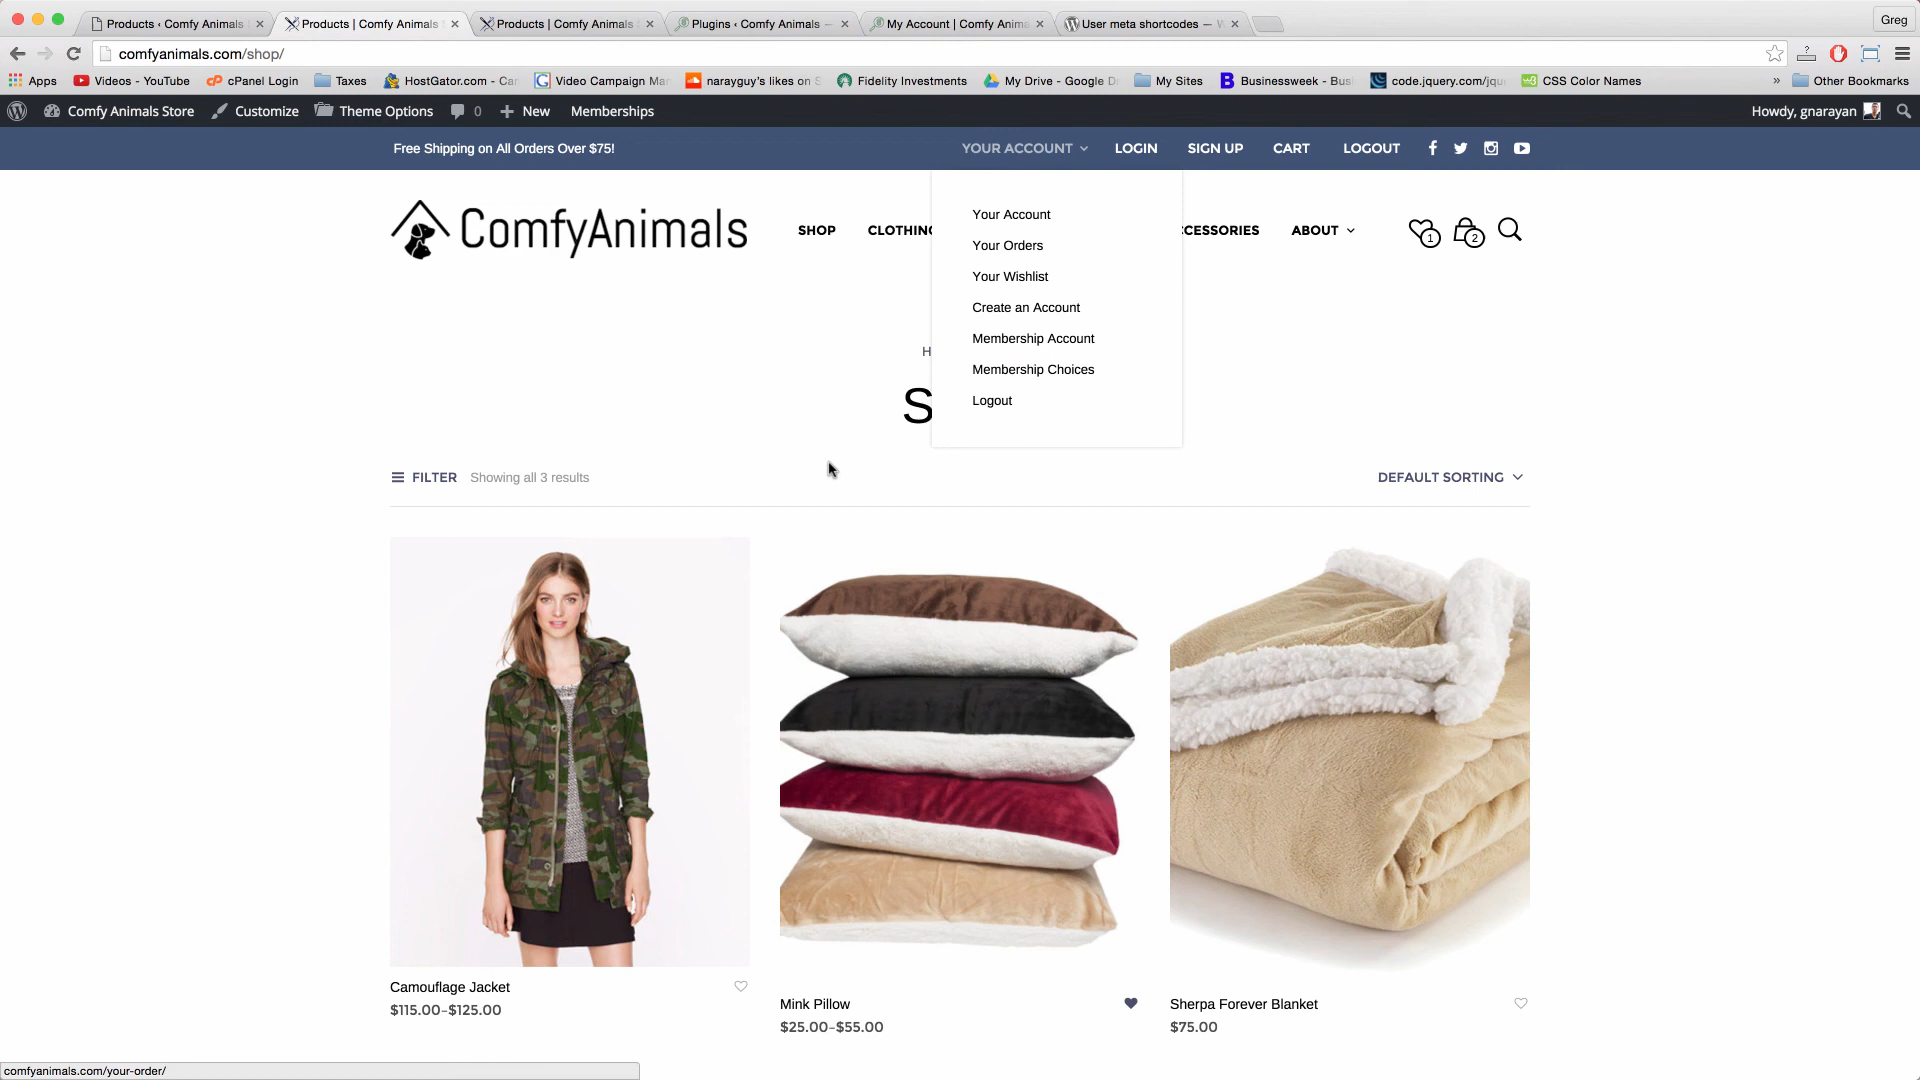 Products ‹ Comfy Animals
Products | Comfy Animals
Products | Comfy Animals
Plugins ‹ Comfy Animals —
My Account | Comfy Anima
User meta shortcodes —
Greg
comfyanimals.com/shop/
Apps
Videos - YouTube
cPanel Login
Taxes
HostGator.com - Car
Video Campaign Ma
narayguy's likes on S
Fidelity Investments
My Drive - Google D
My Sites
Businessweek - Bus
code.jquery.com/jqu
CSS Color Names
»
Other Bookmarks
Comfy Animals Store
Customize
Theme Options
0
New
Memberships
Howdy, gnarayan
Free Shipping on All Orders Over $75!
YOUR ACCOUNT
LOGIN
SIGN UP
CART
LOGOUT
ComfyAnimals
SHOP
CLOTHING
CCESSORIES
ABOUT
1
2
Your Account
Your Orders
Your Wishlist
Create an Account
Membership Account
Membership Choices
Logout
H
S
FILTER
Showing all 3 results
DEFAULT SORTING
Camouflage Jacket
$115.00–$125.00
Mink Pillow
$25.00–$55.00
Sherpa Forever Blanket
$75.00
comfyanimals.com/your-order/